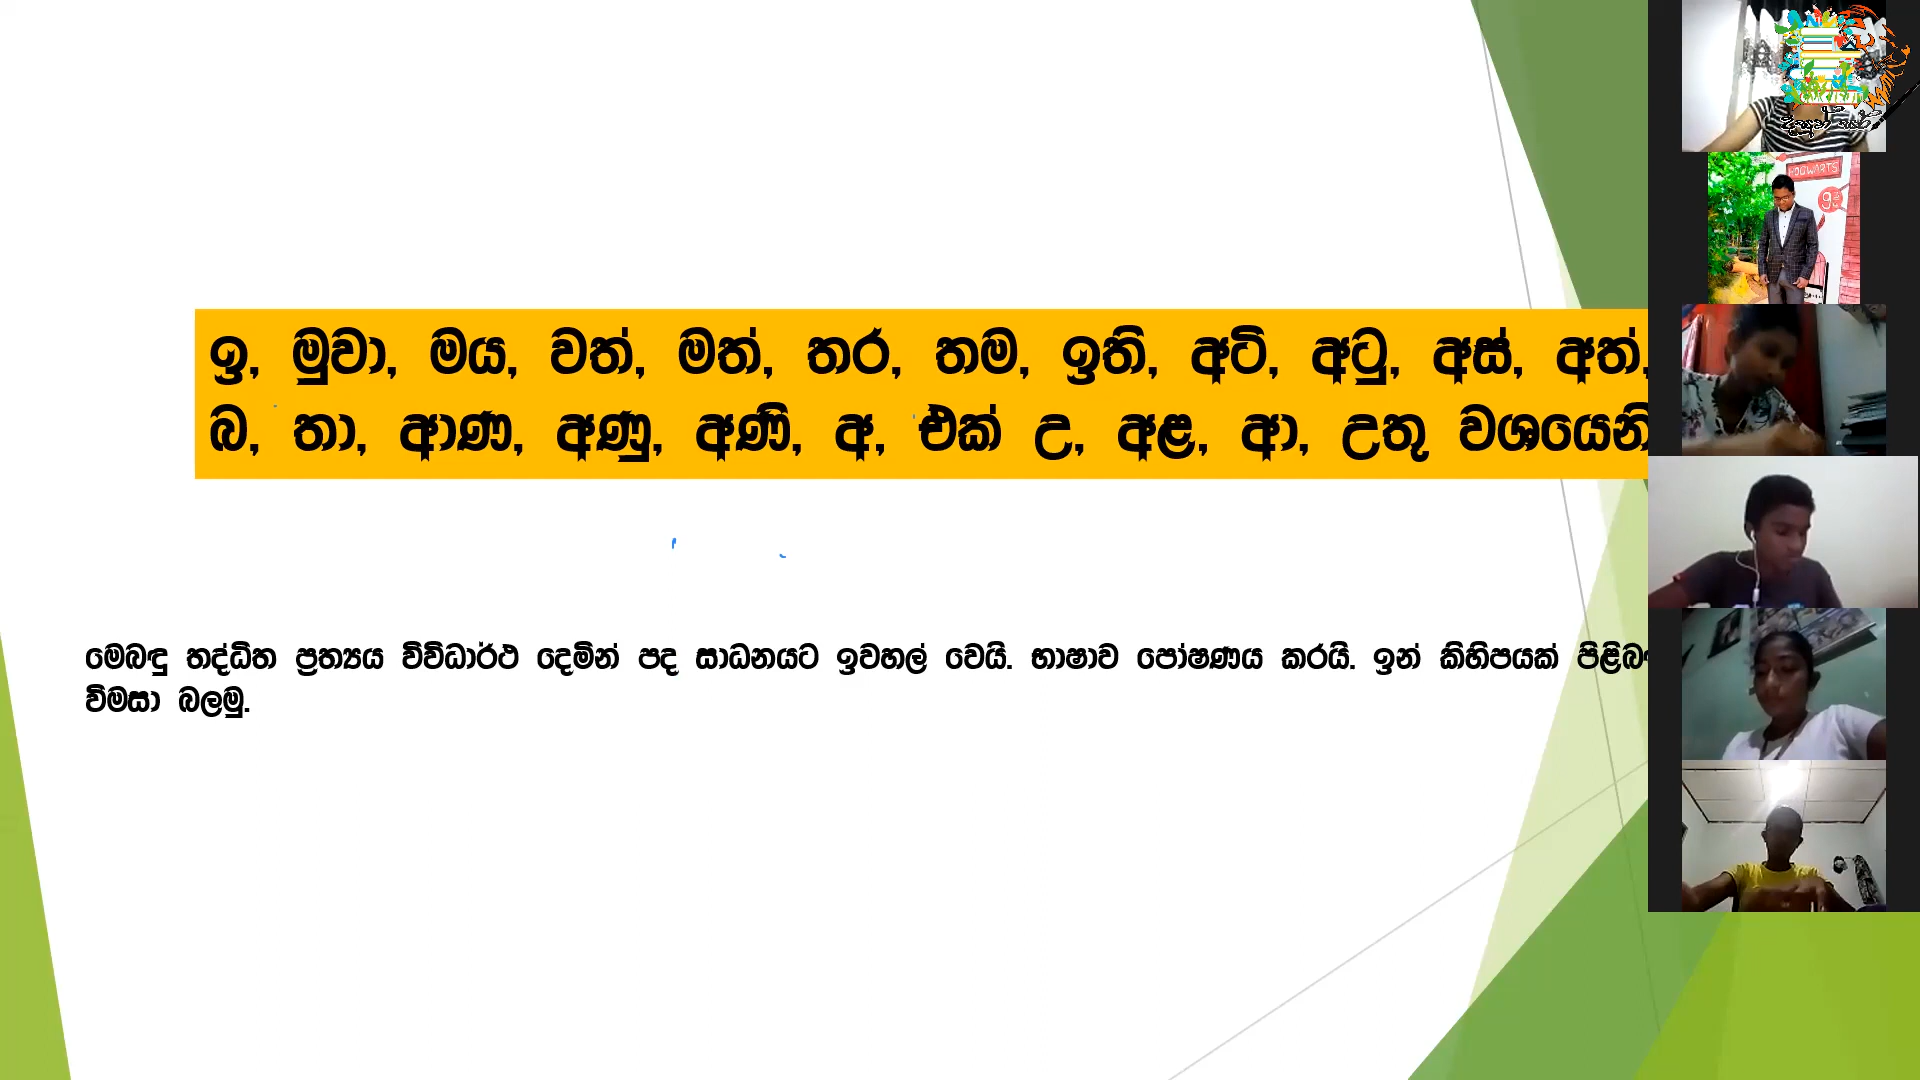 ඉ, මුවා, මය, වත්, මත්, තර, තම, ඉති, අටි, අටු, අස්, අත්,
බ, තා, ආණ, අණු, අණි, අ, එක් උ, අළ, ආ, උතු වශයෙනි
මෙබඳු තද්ධිත ප්‍රත්‍යය විවිධාර්ථ දෙමින් පද සාධනයට ඉවහල් වෙයි. භාෂාව පෝෂණය කරයි. ඉන් කිහිපයක්
විමසා බලමු.
HOGWARTS